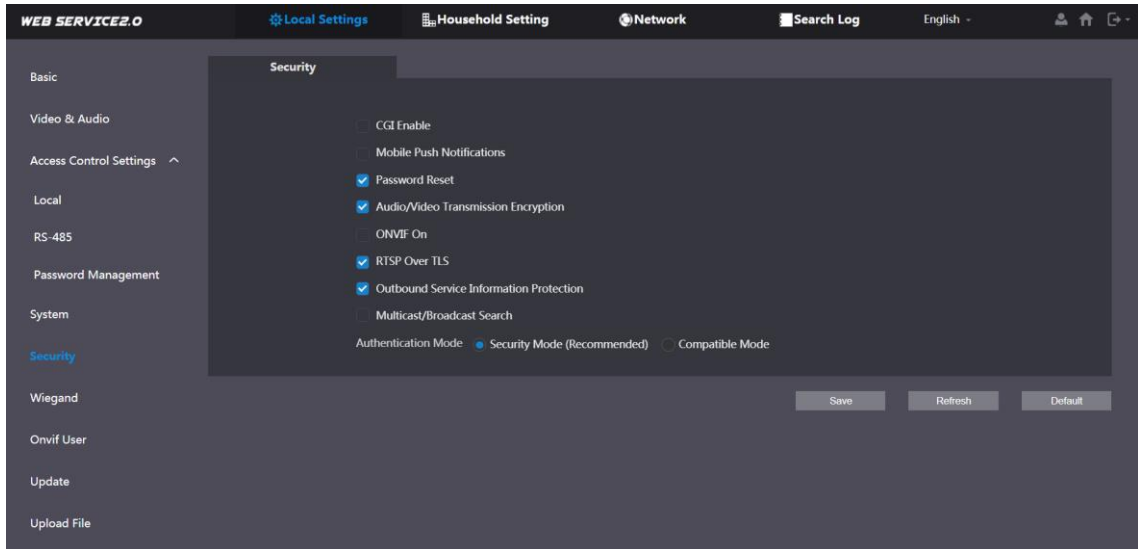 WEB SERVICE2.0
Local Settings
Household Setting
Network
Search Log
English
Basic
Video & Audio
Access Control Settings
Local
RS-485
Password Management
System
Security
Wiegand
Onvif User
Update
Upload File
Security
CGI Enable
Mobile Push Notifications
Password Reset
Audio/Video Transmission Encryption
ONVIF On
RTSP Over TLS
Outbound Service Information Protection
Multicast/Broadcast Search
Authentication Mode Security Mode (Recommended) Compatible Mode
Save Refresh Default